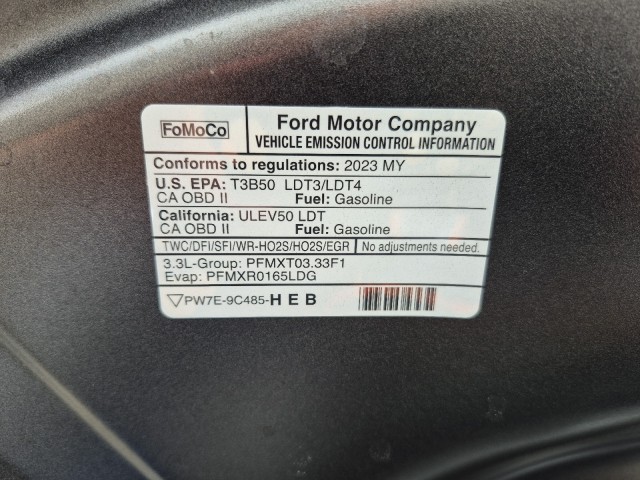 FoMoCo
Ford Motor Company
VEHICLE EMISSION CONTROL INFORMATION
Conforms to regulations: 2023 MY
U.S. EPA: T3B50 LDT3/LDT4
CA OBD II Fuel: Gasoline
California: ULEV50 LDT
CA OBD II Fuel: Gasoline
TWC/DFI/SFI/WR-HO2S/HO2S/EGR No adjustments needed.
3.3L-Group: PFMXT03.33F1
Evap: PFMXR0165LDG
PW7E-9C485-H E B